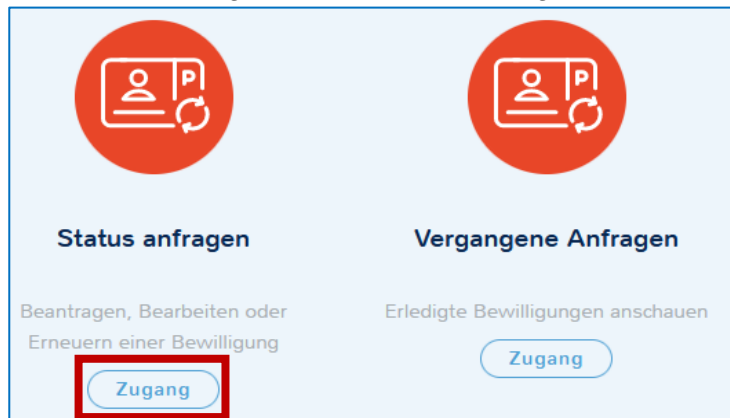 P
P
Status anfragen
Vergangene Anfragen
Beantragen, Bearbeiten oder
Erneuern einer Bewilligung
Zugang
Erledigte Bewilligungen anschauen
Zugang